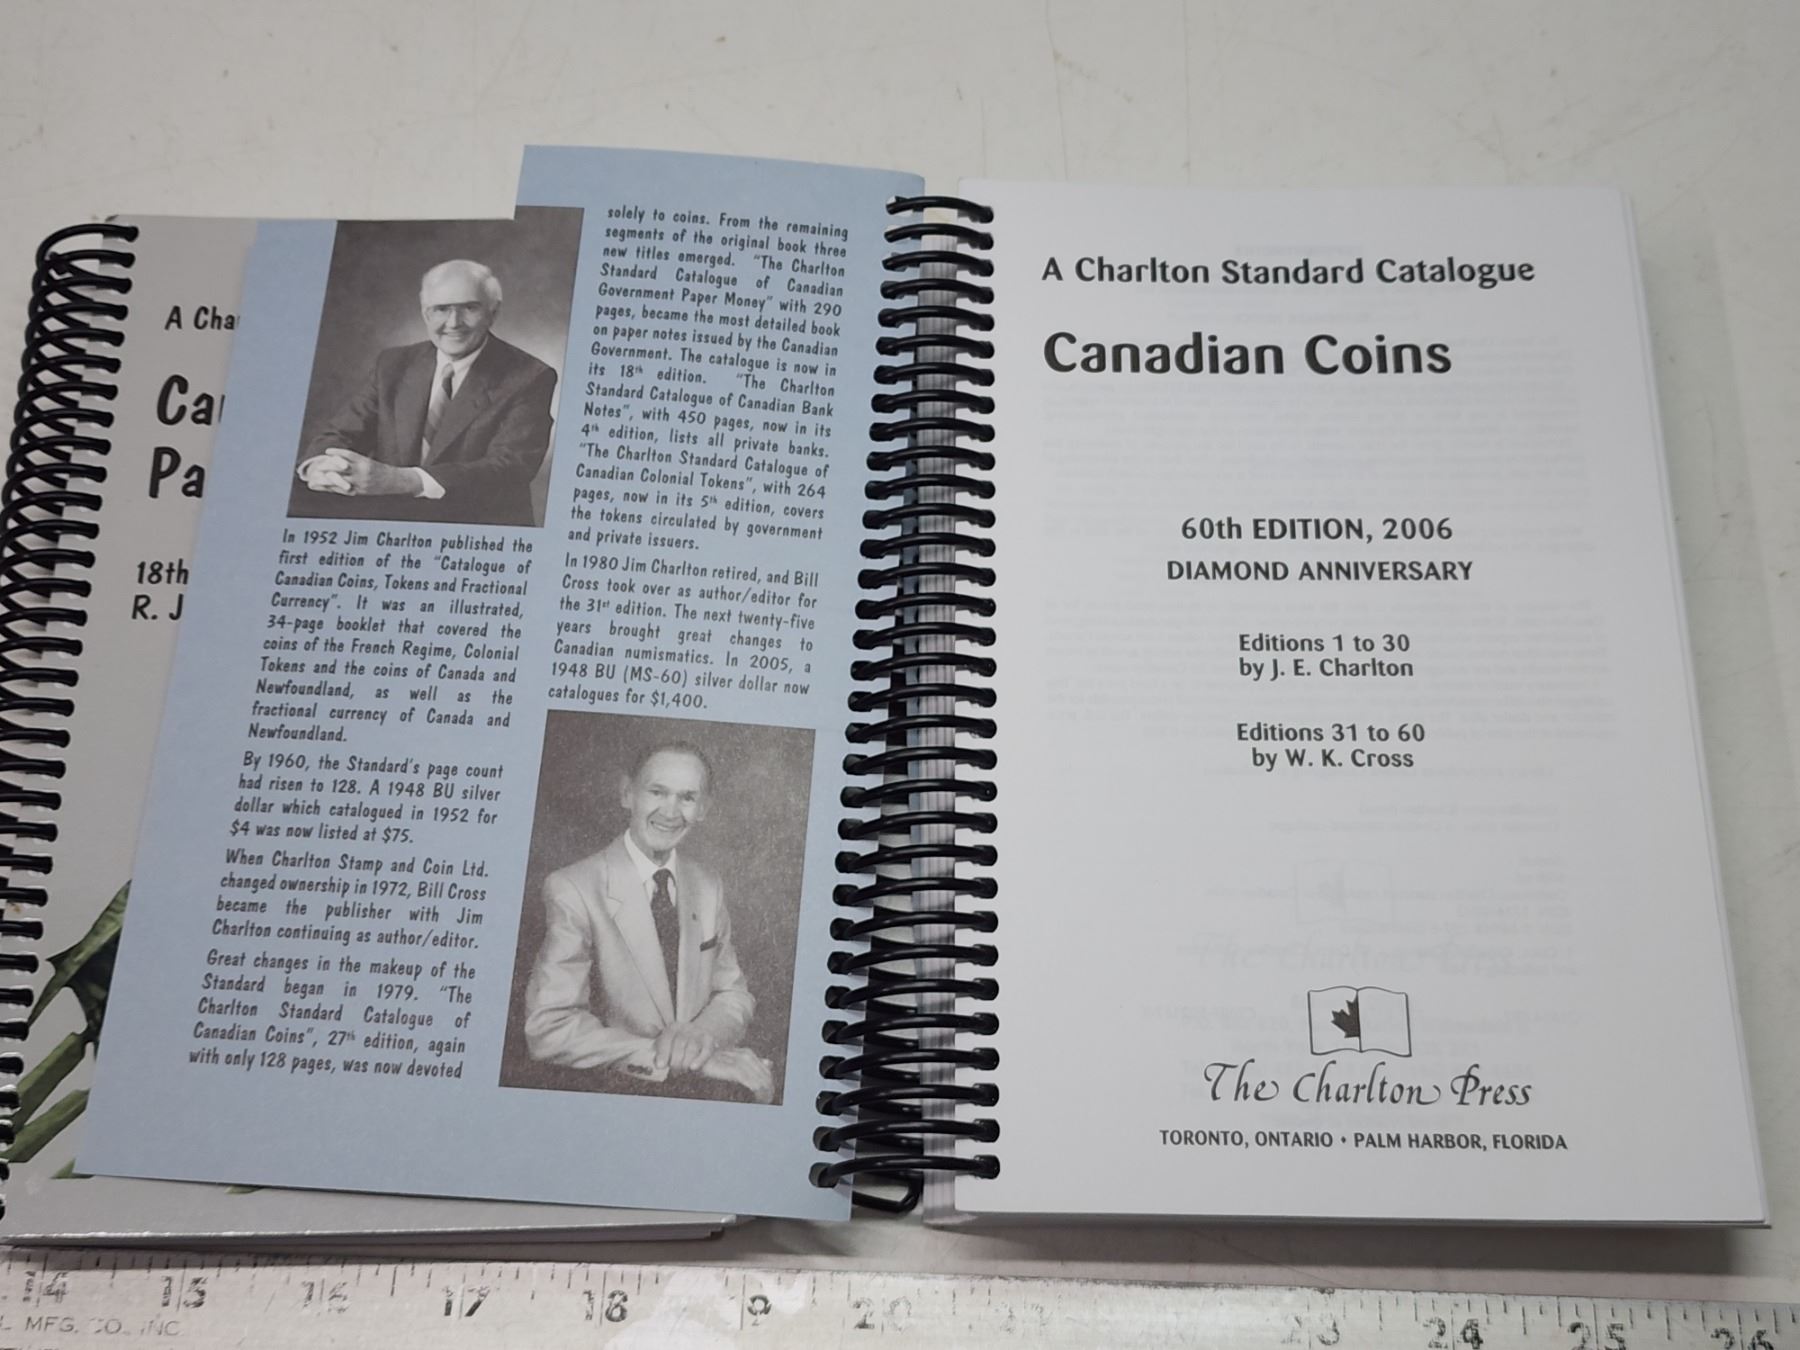 A Cha
Ca
Pa
18th
R. J
In 1952 Jim Charlton published the
first edition of the "Catalogue of
Canadian Coins, Tokens and Fractional
Currency". It was an illustrated,
34-page booklet that covered the
coins of the French Regime, Colonial
Tokens and the coins of Canada and
Newfoundland, as well as the
fractional currency of Canada and
Newfoundland.
By 1960, the Standard's page count
had risen to 128. A 1948 BU silver
dollar which catalogued in 1952 for
$4 was now listed at $75.
When Charlton Stamp and Coin Ltd.
changed ownership in 1972, Bill Cross
became the publisher with Jim
Charlton continuing as author/editor.
Great changes in the makeup of the
Standard began in 1979. "The
Charlton Standard Catalogue of
Canadian Coins", 27th edition, again
with only 128 pages, was now devoted
solely to coins. From the remaining
segments of the original book three
new titles emerged. "The Charlton
Standard Catalogue of Canadian
Government Paper Money" with 290
pages, became the most detailed book
on paper notes issued by the Canadian
Government. The catalogue is now in
its 18th edition. "The Charlton
Standard Catalogue of Canadian Bank
Notes", with 450 pages, now in its
4th edition, lists all private banks.
"The Charlton Standard Catalogue of
Canadian Colonial Tokens", with 264
pages, now in its 5th edition, covers
the tokens circulated by government
and private issuers.
In 1980 Jim Charlton retired, and Bill
Cross took over as author/editor for
the 31st edition. The next twenty-five
years brought great changes to
Canadian numismatics. In 2005, a
1948 BU (MS-60) silver dollar now
catalogues for $1,400.
A Charlton Standard Catalogue
Canadian Coins
60th EDITION, 2006
DIAMOND ANNIVERSARY
Editions 1 to 30
by J. E. Charlton
Editions 31 to 60
by W. K. Cross
The Charlton Press
TORONTO, ONTARIO • PALM HARBOR, FLORIDA
14 15 16 17 18 9 20 23 24 25 26
L MFG. CO. INC